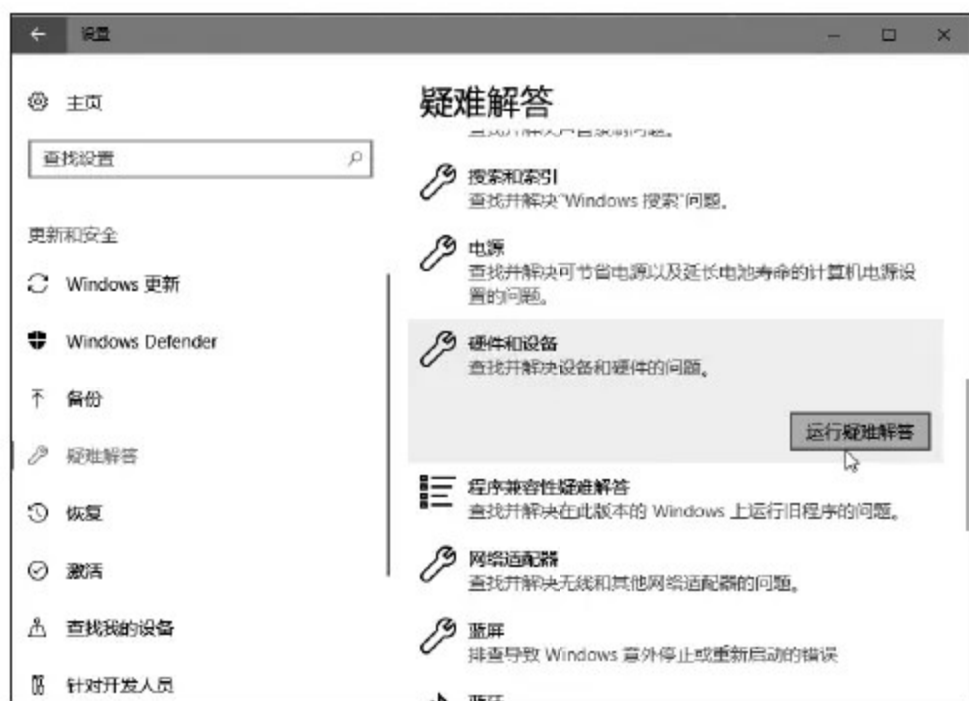 设置
主页
查找设置
更新和安全
Windows 更新
Windows Defender
备份
疑难解答
恢复
激活
查找我的设备
针对开发人员
疑难解答
搜索和索引
查找并解决"Windows 搜索"问题。
电源
查找并解决可节省电源以及延长电池寿命的计算机电源设
置的问题。
硬件和设备
查找并解决设备和硬件的问题。
运行疑难解答
程序兼容性疑难解答
查找并解决在此版本的 Windows 上运行旧程序的问题。
网络适配器
查找并解决无线和其他网络适配器的问题。
蓝屏
排查导致 Windows 意外停止或重新启动的错误